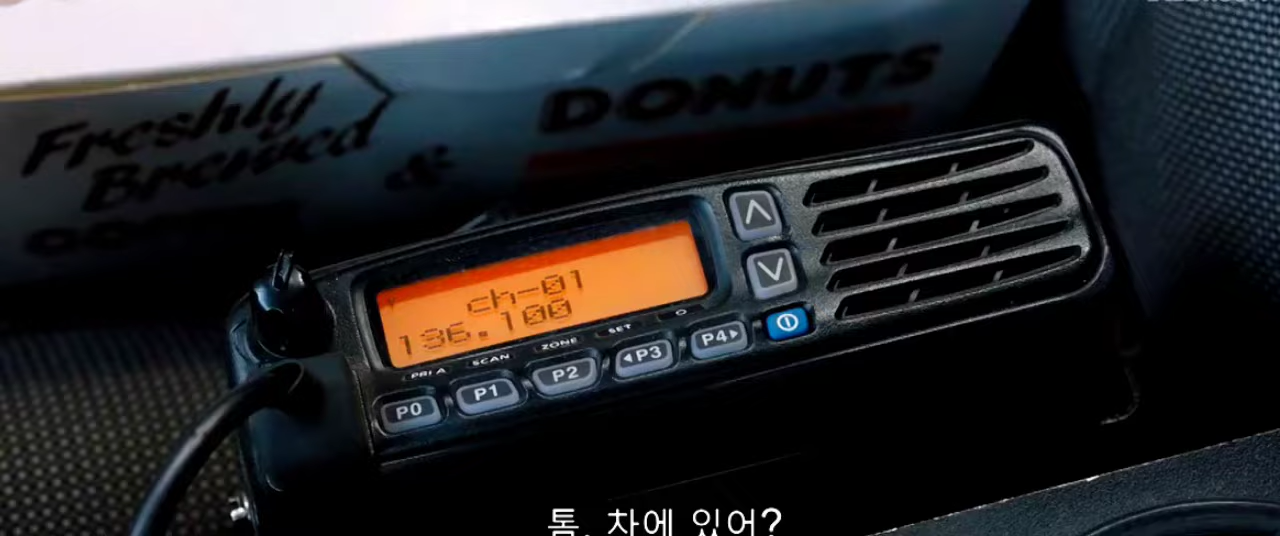 Freshly
Brewed
&
DONUTS
ch-01
136.100
PRI A SCAN ZONE SET
P0 P1 P2 ◂P3 P4▸
톰, 차에 있어?